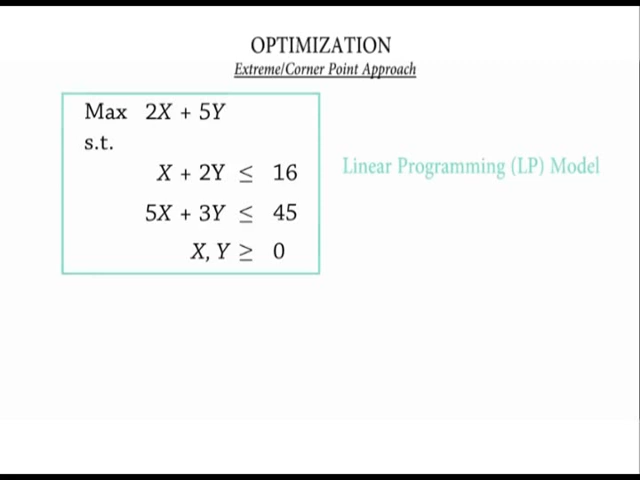 OPTIMIZATION
Extreme/Corner Point Approach
Max 2X + 5Y
s.t.
X + 2Y ≤ 16
Linear Programming (LP) Model
5X + 3Y ≤ 45
X, Y ≥ 0